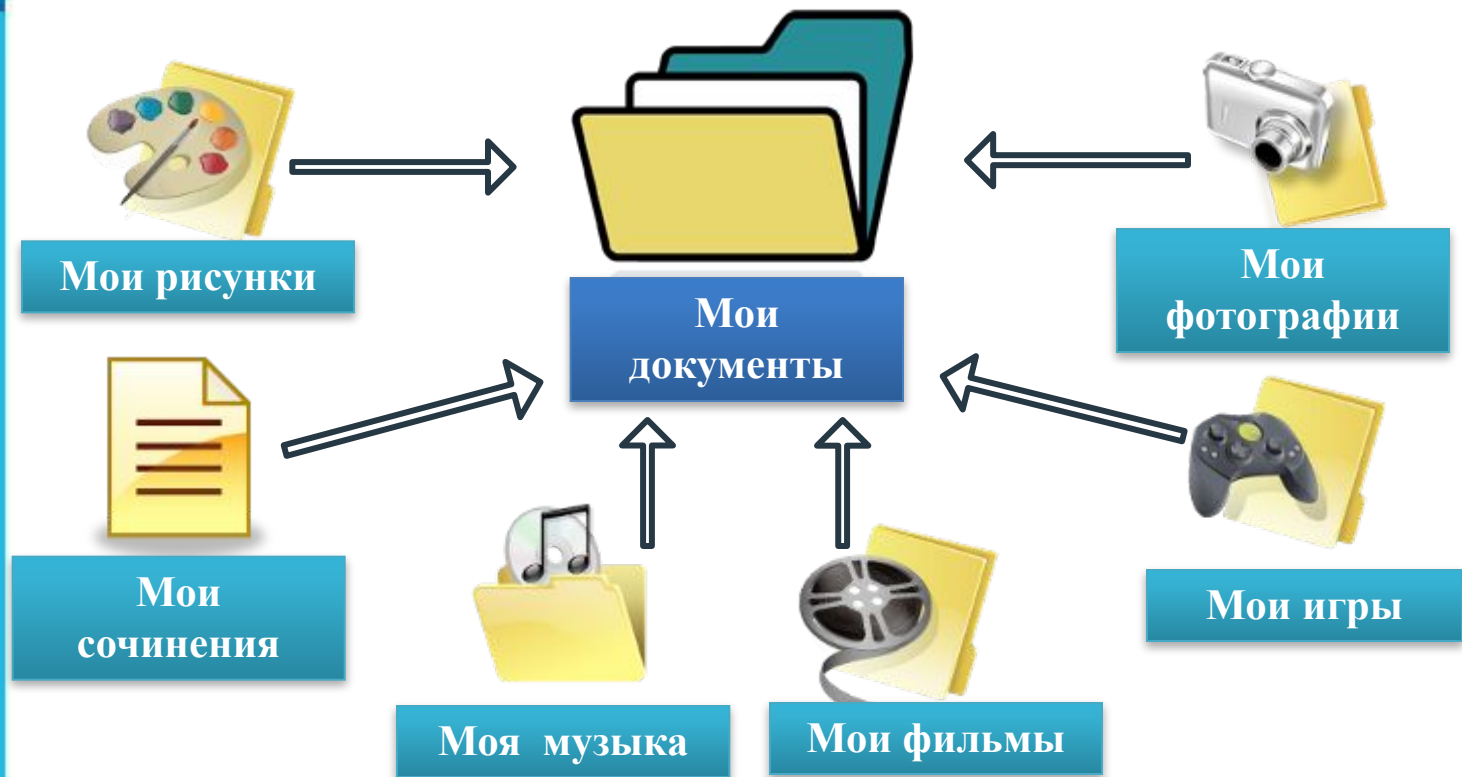 Мои рисунки
Мои
документы
Мои
фотографии
Мои
сочинения
Моя  музыка
Мои фильмы
Мои игры